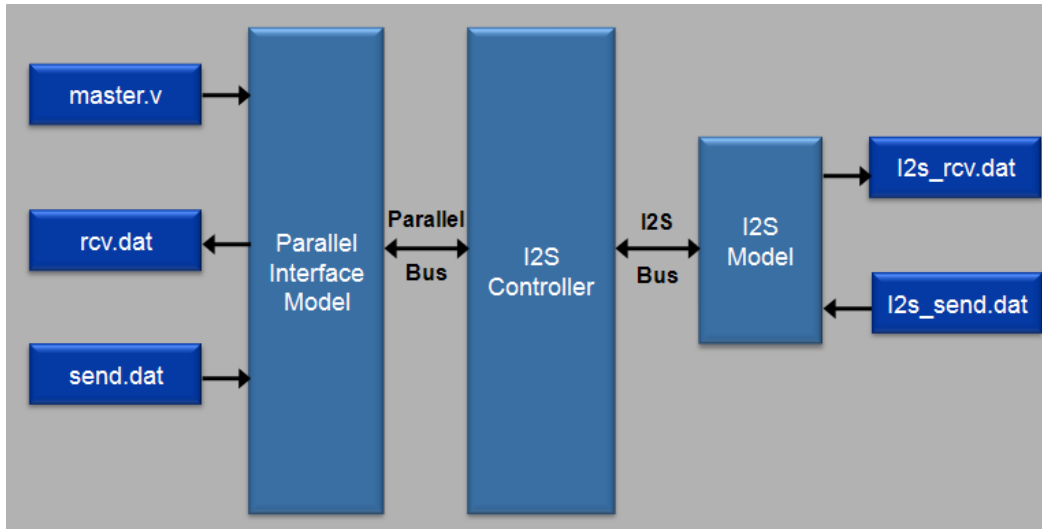 master.v
rcv.dat
send.dat
Parallel
Interface
Model
Parallel
Bus
I2S
Controller
I2S
Bus
I2S
Model
I2s_rcv.dat
I2s_send.dat